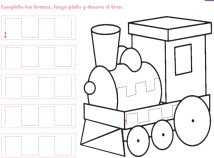 Completa los trazos, luego pinta y decora el tren.